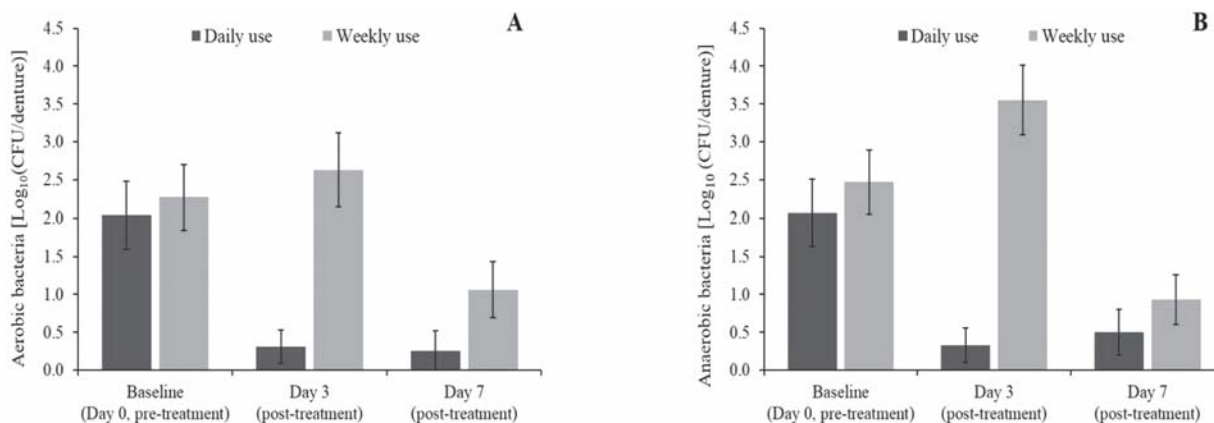 A
Daily use
Weekly use
Aerobic bacteria [Log10(CFU/denture)]
4.5
4.0
3.5
3.0
2.5
2.0
1.5
1.0
0.5
0.0
Baseline
(Day 0, pre-treatment)
Day 3
(post-treatment)
Day 7
(post-treatment)
B
Daily use
Weekly use
Anaerobic bacteria [Log10 (CFU/denture)]
4.5
4.0
3.5
3.0
2.5
2.0
1.5
1.0
0.5
0.0
Baseline
(Day 0, pre-treatment)
Day 3
(post-treatment)
Day 7
(post-treatment)